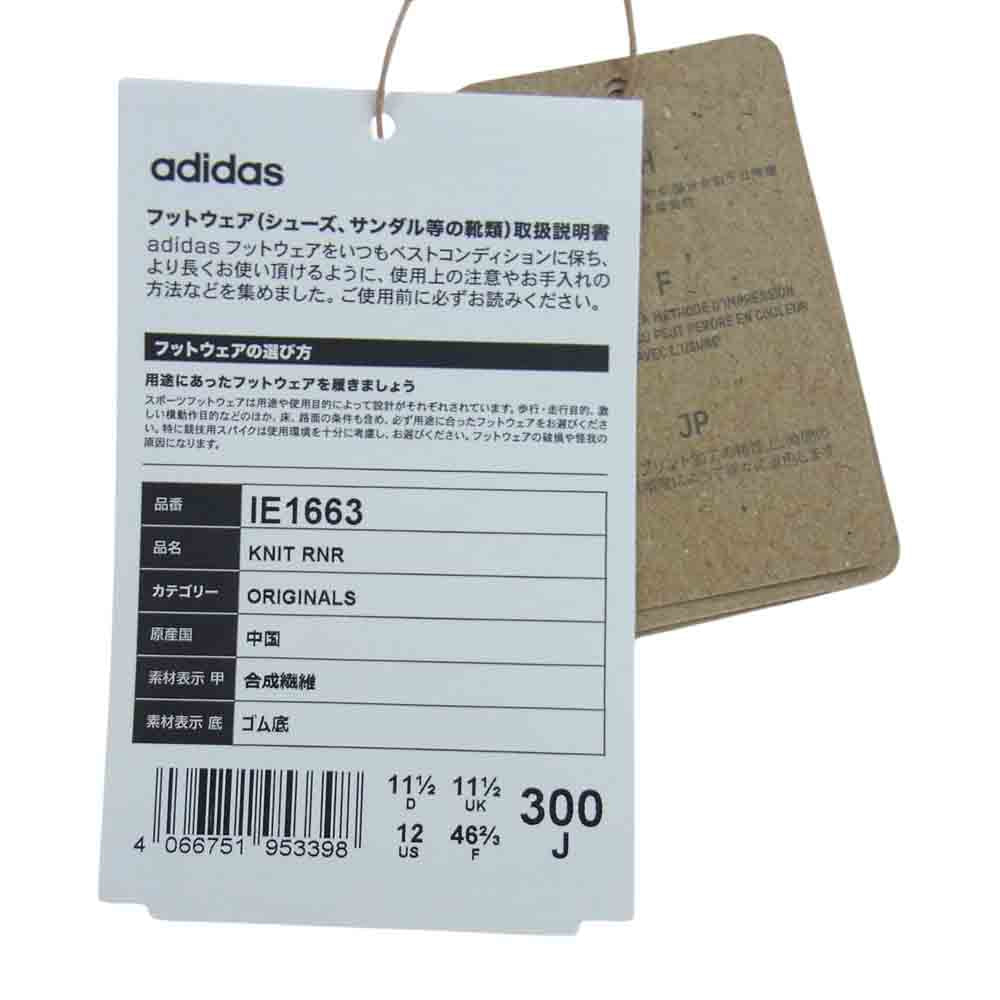 adidas
フットウェア(シューズ、サンダル等の靴類)取扱説明書
adidas フットウェアをいつもベストコンディションに保ち、
より長くお使い頂けるように、使用上の注意やお手入れの
方法などを集めました。ご使用前に必ずお読みください。
フットウェアの選び方
用途にあったフットウェアを履きましょう
スポーツフットウェアは用途や使用目的によって設計がそれぞれされています。歩行・走行目的、激
しい機動作目的などのほか、床、路面の条件も含め、必ず用途に合ったフットウェアをお選びくださ
い。特に競技用スパイクは使用環境を十分に考慮し、お選びください。フットウェアの破損や怪我の
原因になります。
品番 IE1663
品名 KNIT RNR
カテゴリー ORIGINALS
原産国 中国
素材表示 甲 合成繊維
素材表示 底 ゴム底
11½ D 11½ UK
12 US 46⅔ F
300 J
4 066751 953398
H
F
METHODE D'IMPRESSION
PEUT PERDRE EN COULEUR
AVEC L'USURE
JP